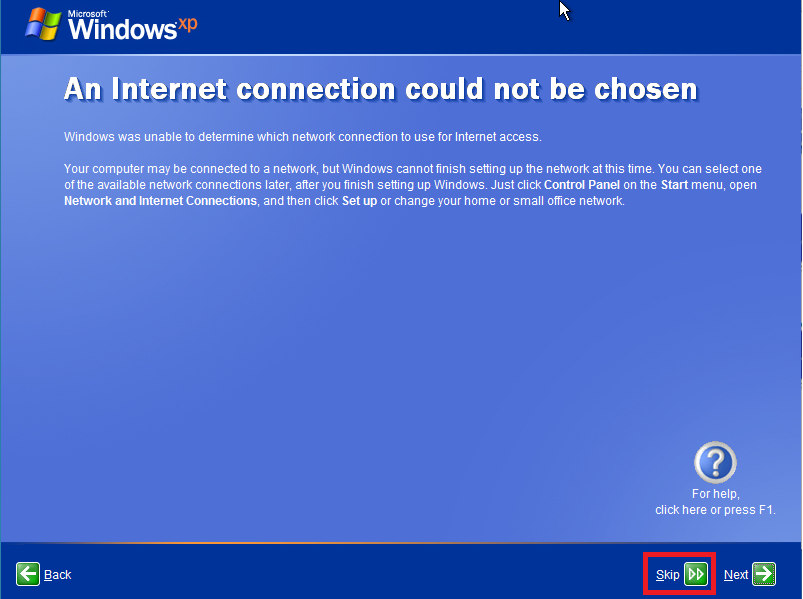 Microsoft®
Windows xp
An Internet connection could not be chosen
Windows was unable to determine which network connection to use for Internet access.
Your computer may be connected to a network, but Windows cannot finish setting up the network at this time. You can select one
of the available network connections later, after you finish setting up Windows. Just click Control Panel on the Start menu, open
Network and Internet Connections, and then click Set up or change your home or small office network.
For help,
click here or press F1.
Back
Skip
Next